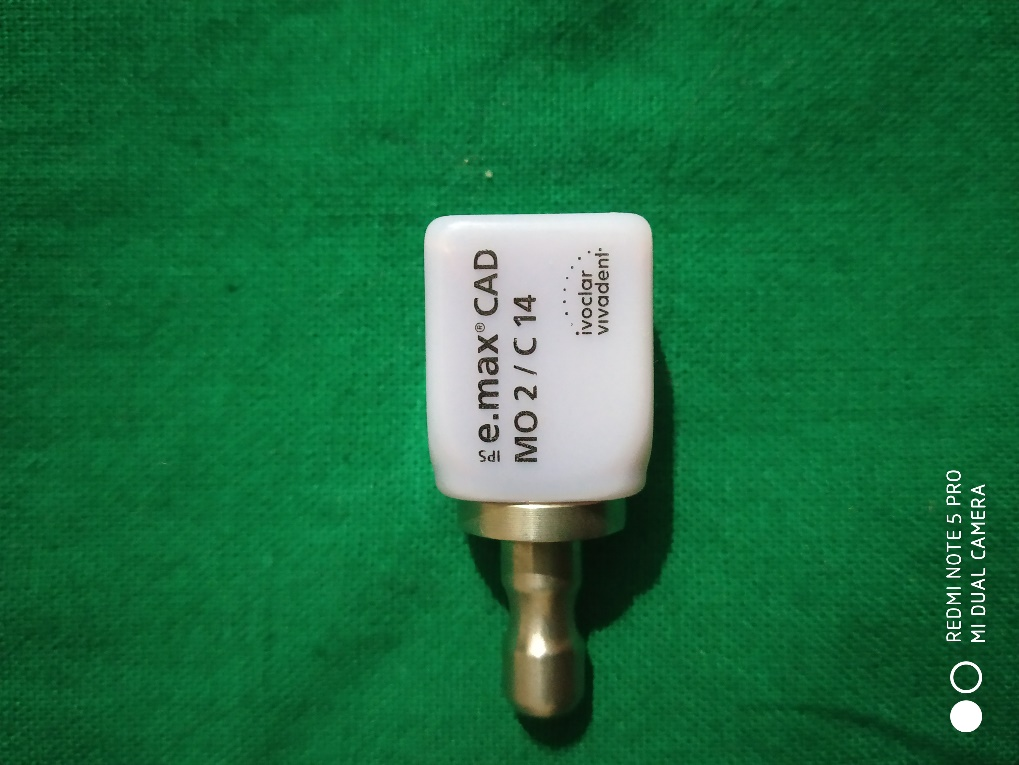 IPS e.max® CAD
MO 2 / C 14
ivoclar
vivadent
REDMI NOTE 5 PRO
MI DUAL CAMERA